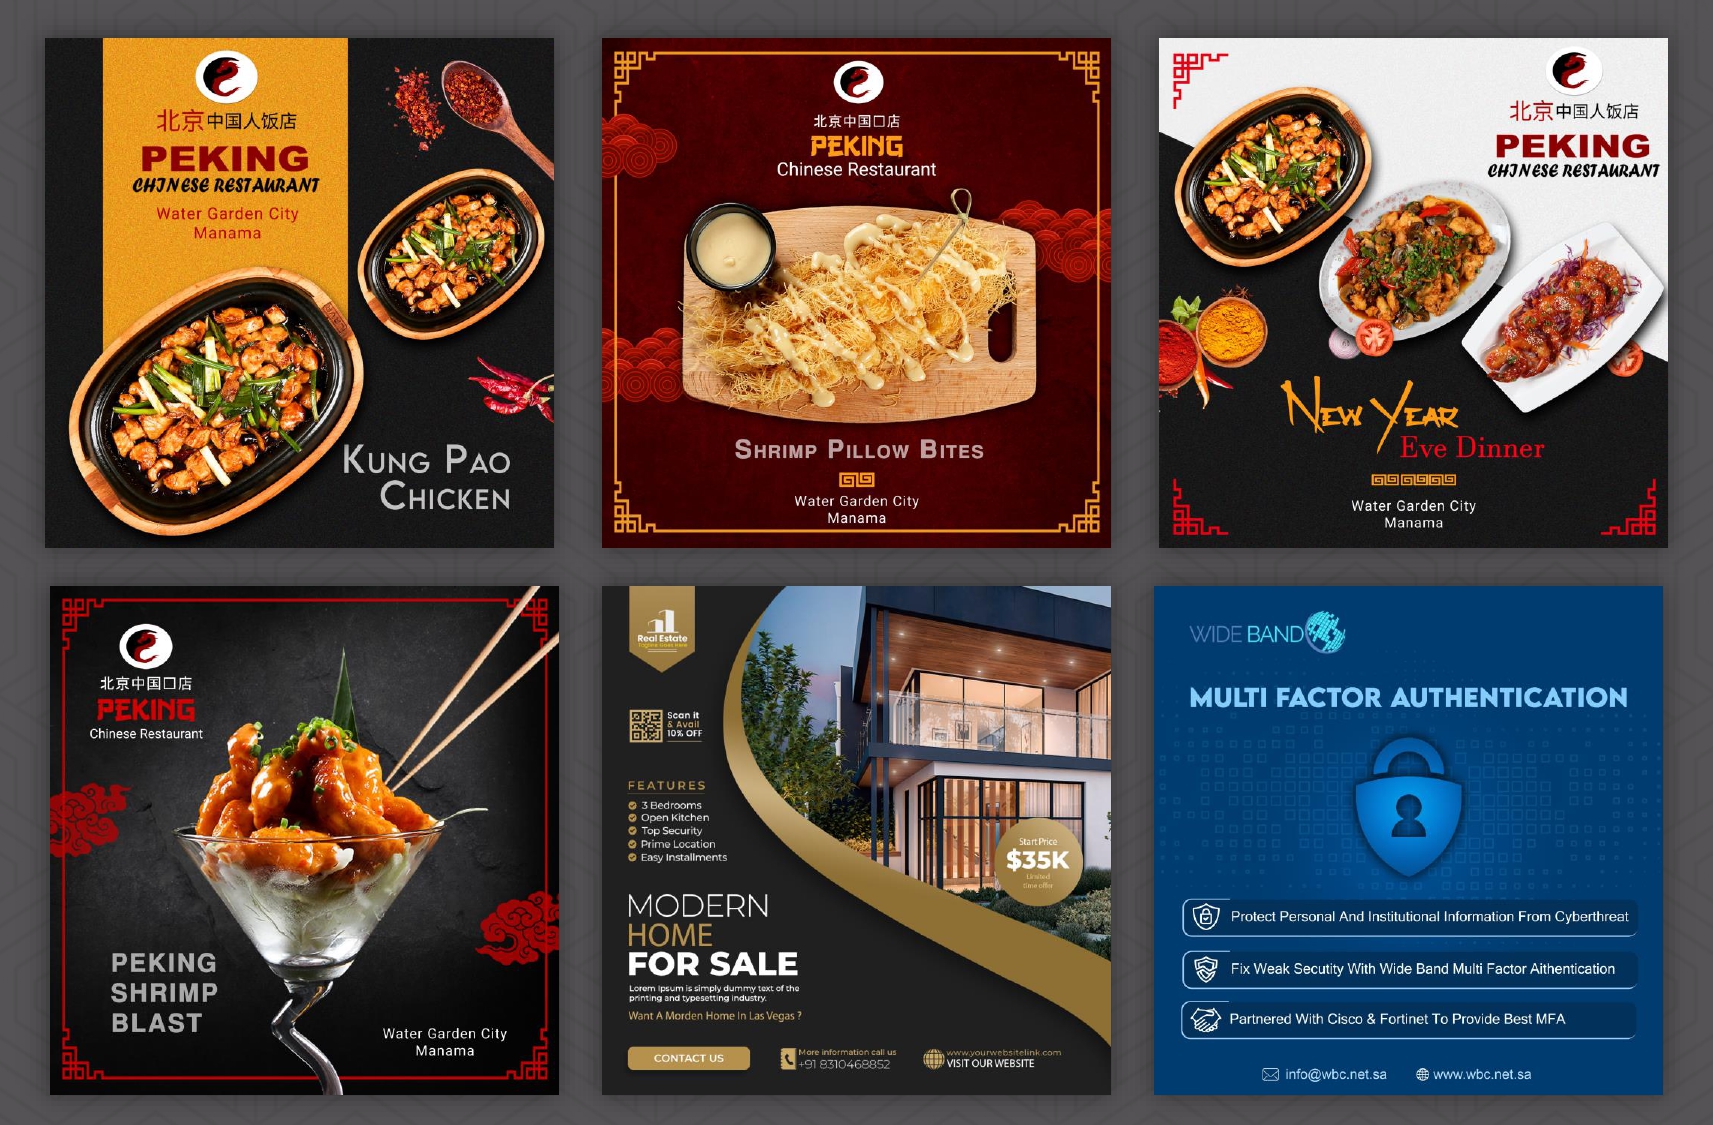 北京中国人饭店
PEKING
CHINESE RESTAURANT
Water Garden City
Manama
KUNG PAO
CHICKEN
北京中国口店
PEKING
Chinese Restaurant
SHRIMP PILLOW BITES
Water Garden City
Manama
北京中国人饭店
PEKING
CHINESE RESTAURANT
NEW YEAR
Eve Dinner
Water Garden City
Manama
北京中国口店
PEKING
Chinese Restaurant
PEKING
SHRIMP
BLAST
Water Garden City
Manama
Real Estate
Scan it
& Avail
10% OFF
FEATURES
3 Bedrooms
Open Kitchen
Top Security
Prime Location
Easy Installments
Start Price
$35K
Limited
time offer
MODERN
HOME
FOR SALE
Lorem Ipsum is simply dummy text of the
printing and typesetting industry.
Want A Morden Home In Las Vegas ?
CONTACT US
More information call us
+91 8310468852
www.yourwebsitelink.com
VISIT OUR WEBSITE
WIDE BAND
MULTI FACTOR AUTHENTICATION
Protect Personal And Institutional Information From Cyberthreat
Fix Weak Secutity With Wide Band Multi Factor Aithentication
Partnered With Cisco & Fortinet To Provide Best MFA
info@wbc.net.sa
www.wbc.net.sa